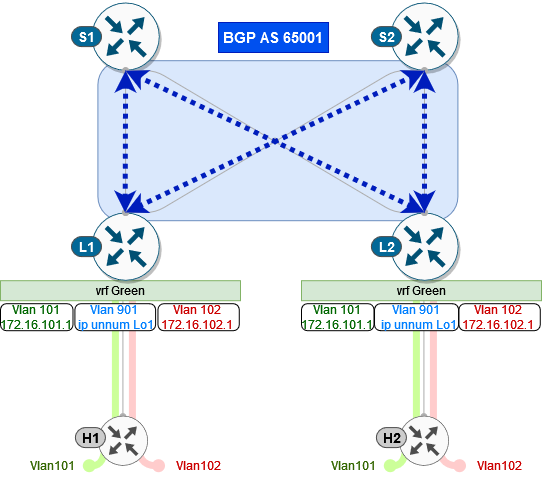 S1
BGP AS 65001
S2
L1
L2
vrf Green
vrf Green
Vlan 101
172.16.101.1
Vlan 901
ip unnum Lo1
Vlan 102
172.16.102.1
Vlan 101
172.16.101.1
Vlan 901
ip unnum Lo1
Vlan 102
172.16.102.1
H1
H2
Vlan101
Vlan102
Vlan101
Vlan102